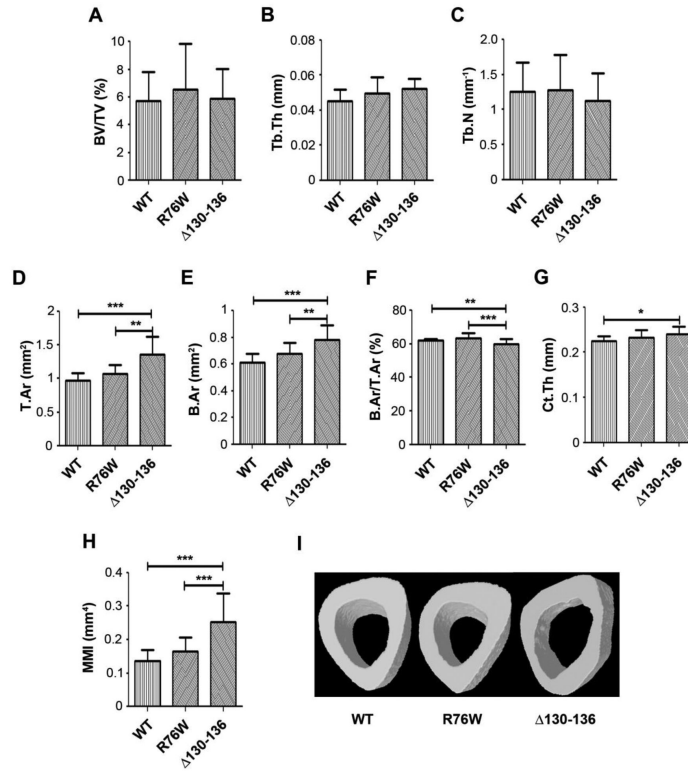 A
BV/TV (%)
10
8
6
4
2
0
WT
R76W
Δ130-136
B
Tb.Th (mm)
0.08
0.06
0.04
0.02
0
WT
R76W
Δ130-136
C
Tb.N (mm⁻¹)
2.0
1.5
1
0.5
0
WT
R76W
Δ130-136
D
T.Ar (mm²)
2
1.5
1
0.5
0
***
**
WT
R76W
Δ130-136
E
B.Ar (mm²)
1
0.8
0.6
0.4
0.2
0
***
**
WT
R76W
Δ130-136
F
B.Ar/T.Ar (%)
80
60
40
20
0
**
***
WT
R76W
Δ130-136
G
Ct.Th (mm)
0.3
0.2
0.1
0
*
WT
R76W
Δ130-136
H
MMI (mm⁴)
0.4
0.3
0.2
0.1
0
***
***
WT
R76W
Δ130-136
I
WT R76W Δ130-136